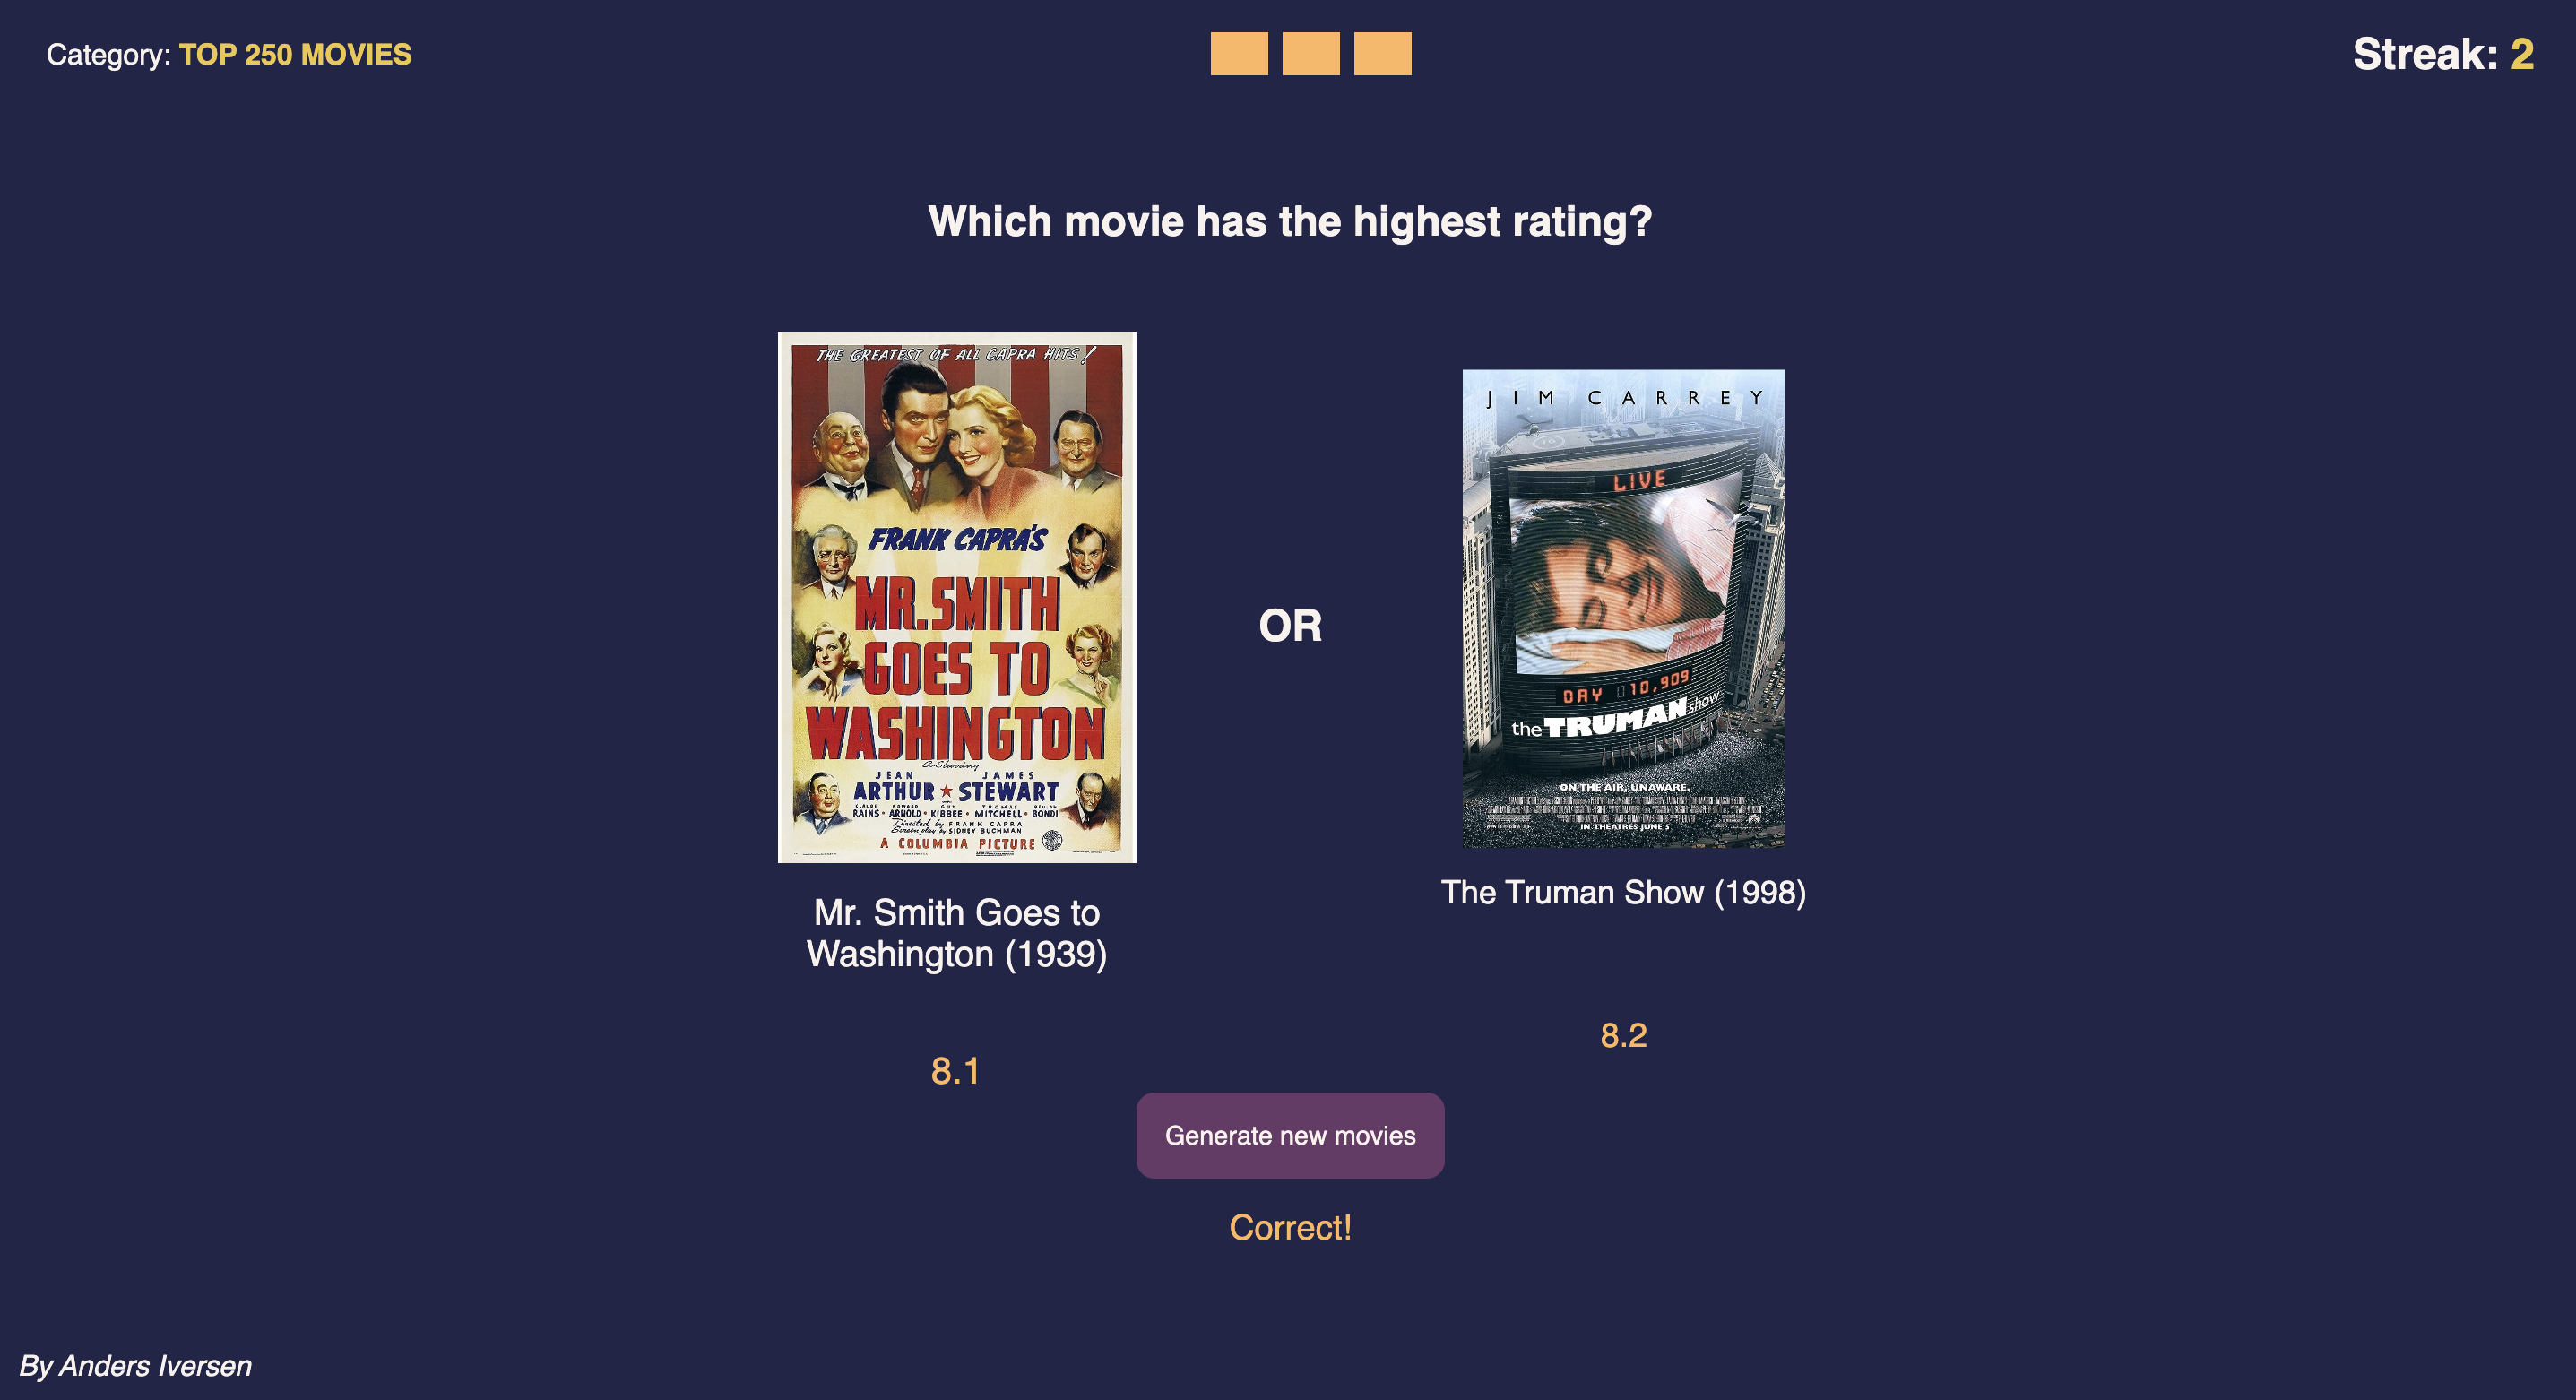 Category: TOP 250 MOVIES
Streak: 2
Which movie has the highest rating?
THE GREATEST OF ALL CAPRA HITS!
FRANK CAPRA'S
MR. SMITH
GOES TO
WASHINGTON
Co-Starring
JEAN JAMES
ARTHUR ★ STEWART
CLAUDE EDWARD GUY THOMAS BEULAH
RAINS · ARNOLD · KIBBEE · MITCHELL · BONDI
Directed by FRANK CAPRA
Screen play by SIDNEY BUCHMAN
A COLUMBIA PICTURE
Mr. Smith Goes to
Washington (1939)
8.1
OR
JIM CARREY
LIVE
DAY 10,909
the TRUMAN show
ON THE AIR. UNAWARE.
IN THEATRES JUNE 5
The Truman Show (1998)
8.2
Generate new movies
Correct!
By Anders Iversen